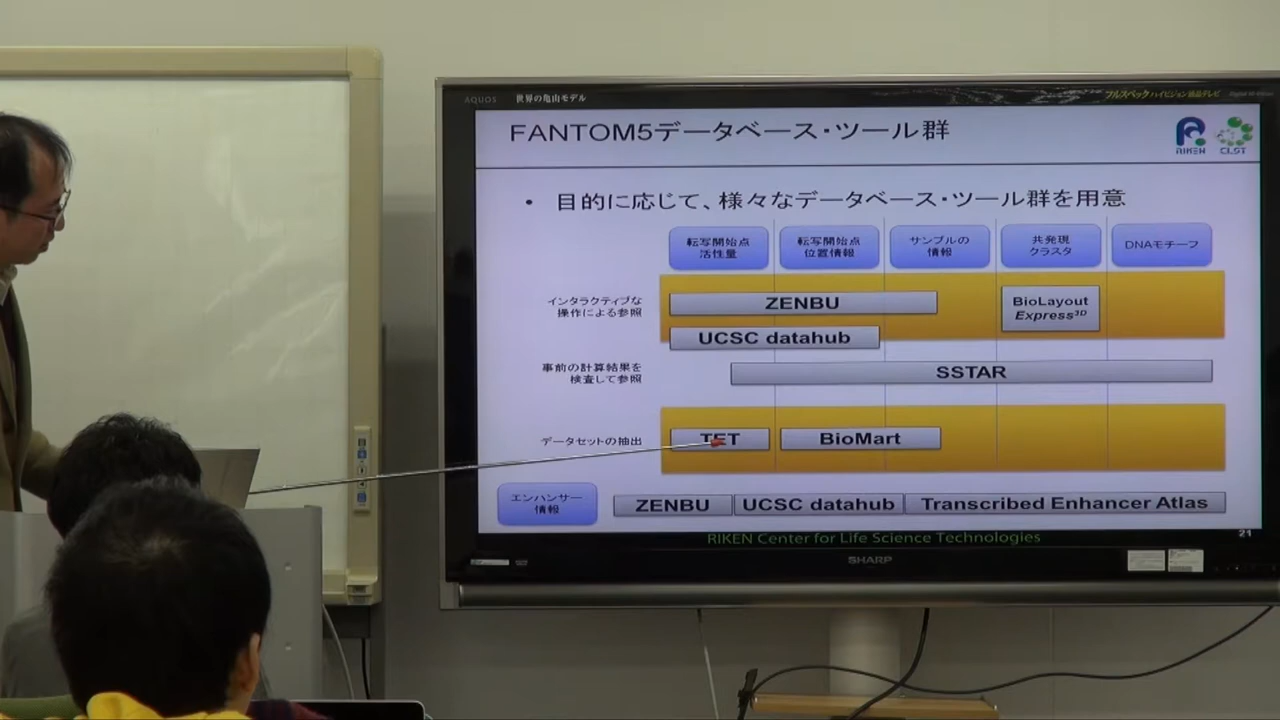 AQUOS 世界の亀山モデル
フルスペックハイビジョン液晶テレビ
FANTOM5データベース・ツール群
RIKEN CLST
• 目的に応じて、様々なデータベース・ツール群を用意
転写開始点
活性量
転写開始点
位置情報
サンプルの
情報
共発現
クラスタ
DNAモチーフ
インタラクティブな
操作による参照
ZENBU
BioLayout
Express3D
UCSC datahub
事前の計算結果を
検査して参照
SSTAR
データセットの抽出
TET
BioMart
エンハンサー
情報
ZENBU
UCSC datahub
Transcribed Enhancer Atlas
RIKEN Center for Life Science Technologies
21
SHARP